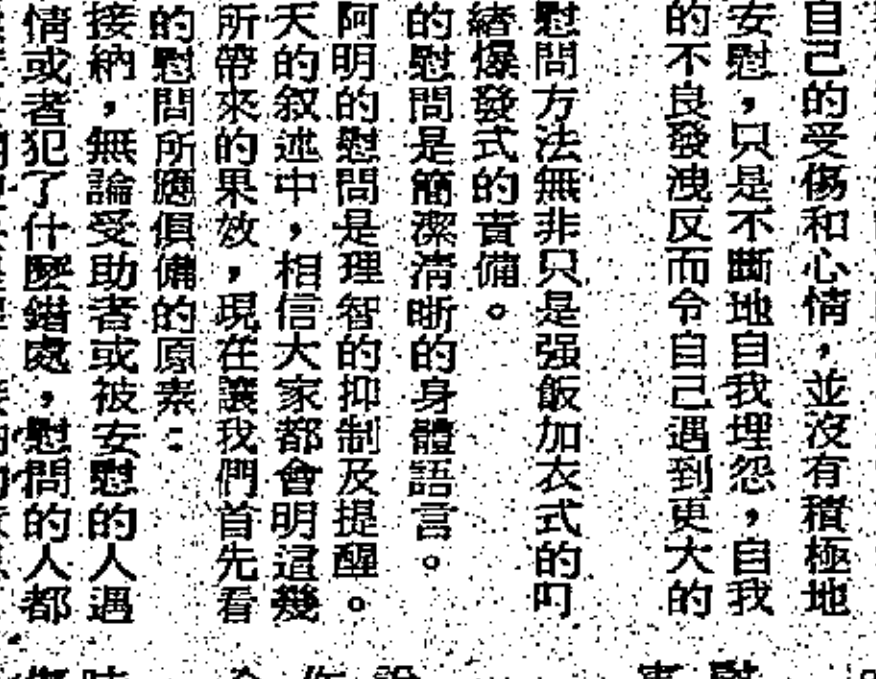 自己的受傷和心情，並沒有積極地
安慰，只是不斷地自我埋怨，自我
的不良發洩反而令自己遇到更大的
慰問方法無非只是强飯加衣式的叮
緒爆發式的責備。
的慰問是簡潔清晰的身體語言。
阿明的慰問是理智的抑制及提醒。
天的叙述中，相信大家都會明這幾
所帶來的果效，現在讓我們首先看
的慰問所應俱備的原素：
接納，無論受助者或被安慰的人遇
情或者犯了什麼錯處，慰問的人都